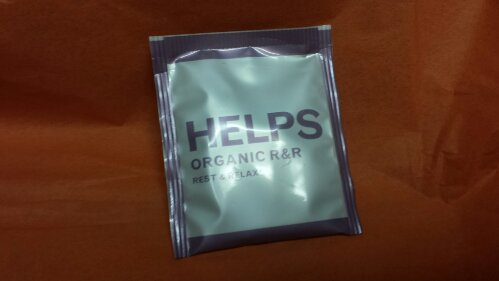 HELPS
ORGANIC R&R
REST & RELAX